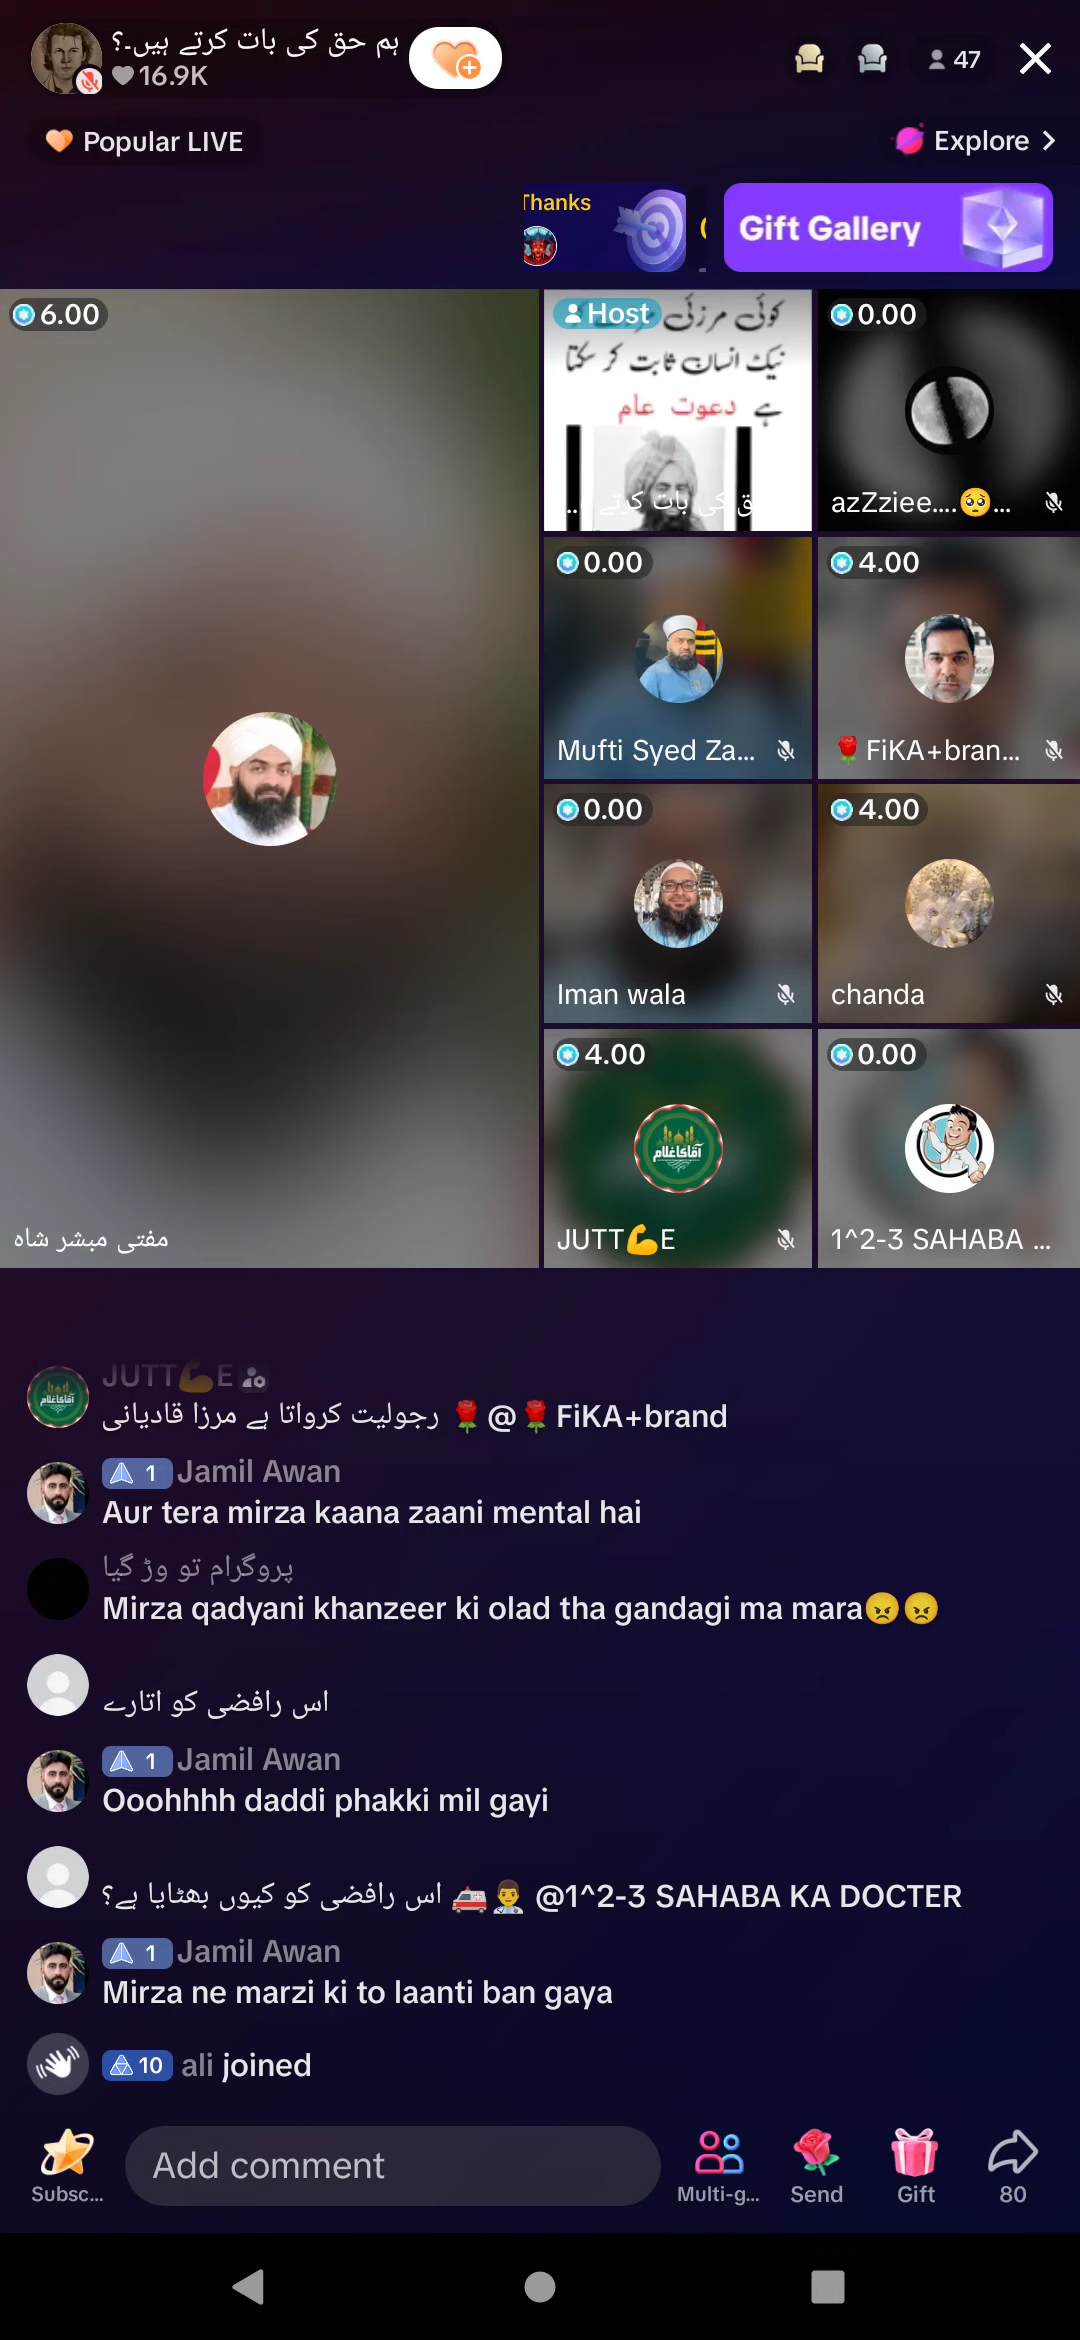 ہم حق کی بات کرتے ہیں۔؟
16.9K
47
Popular LIVE
Explore
Thanks
Gift Gallery
6.00
مفتی مبشر شاہ
Host
کوئی مرزئی
نیک انسان ثابت کر سکتا
ہے دعوت عام
ق کی بات کرتے ...
0.00
azZziee....🥺...
0.00
Mufti Syed Za...
4.00
🌹FiKA+bran...
0.00
Iman wala
4.00
chanda
4.00
آقا کا غلام
JUTT💪E
0.00
1^2-3 SAHABA ...
JUTT💪E
رجولیت کرواتا ہے مرزا قادیانی 🌹@🌹FiKA+brand
1 Jamil Awan
Aur tera mirza kaana zaani mental hai
پروگرام تو وڑ گیا
Mirza qadyani khanzeer ki olad tha gandagi ma mara😠😠
اس رافضی کو اتارے
1 Jamil Awan
Ooohhhh daddi phakki mil gayi
اس رافضی کو کیوں بھٹایا ہے؟ 🚑👨‍⚕️ @1^2-3 SAHABA KA DOCTER
1 Jamil Awan
Mirza ne marzi ki to laanti ban gaya
10 ali joined
Add comment
Subsc...
Multi-g...
Send
Gift
80